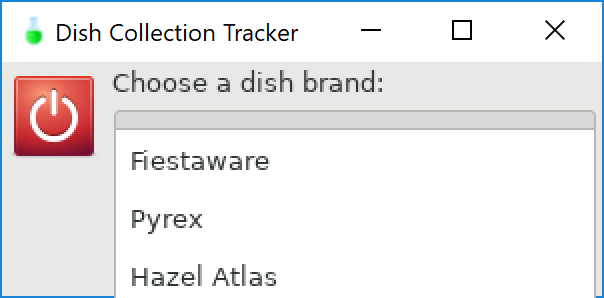 Dish Collection Tracker
Choose a dish brand:
Fiestaware
Pyrex
Hazel Atlas